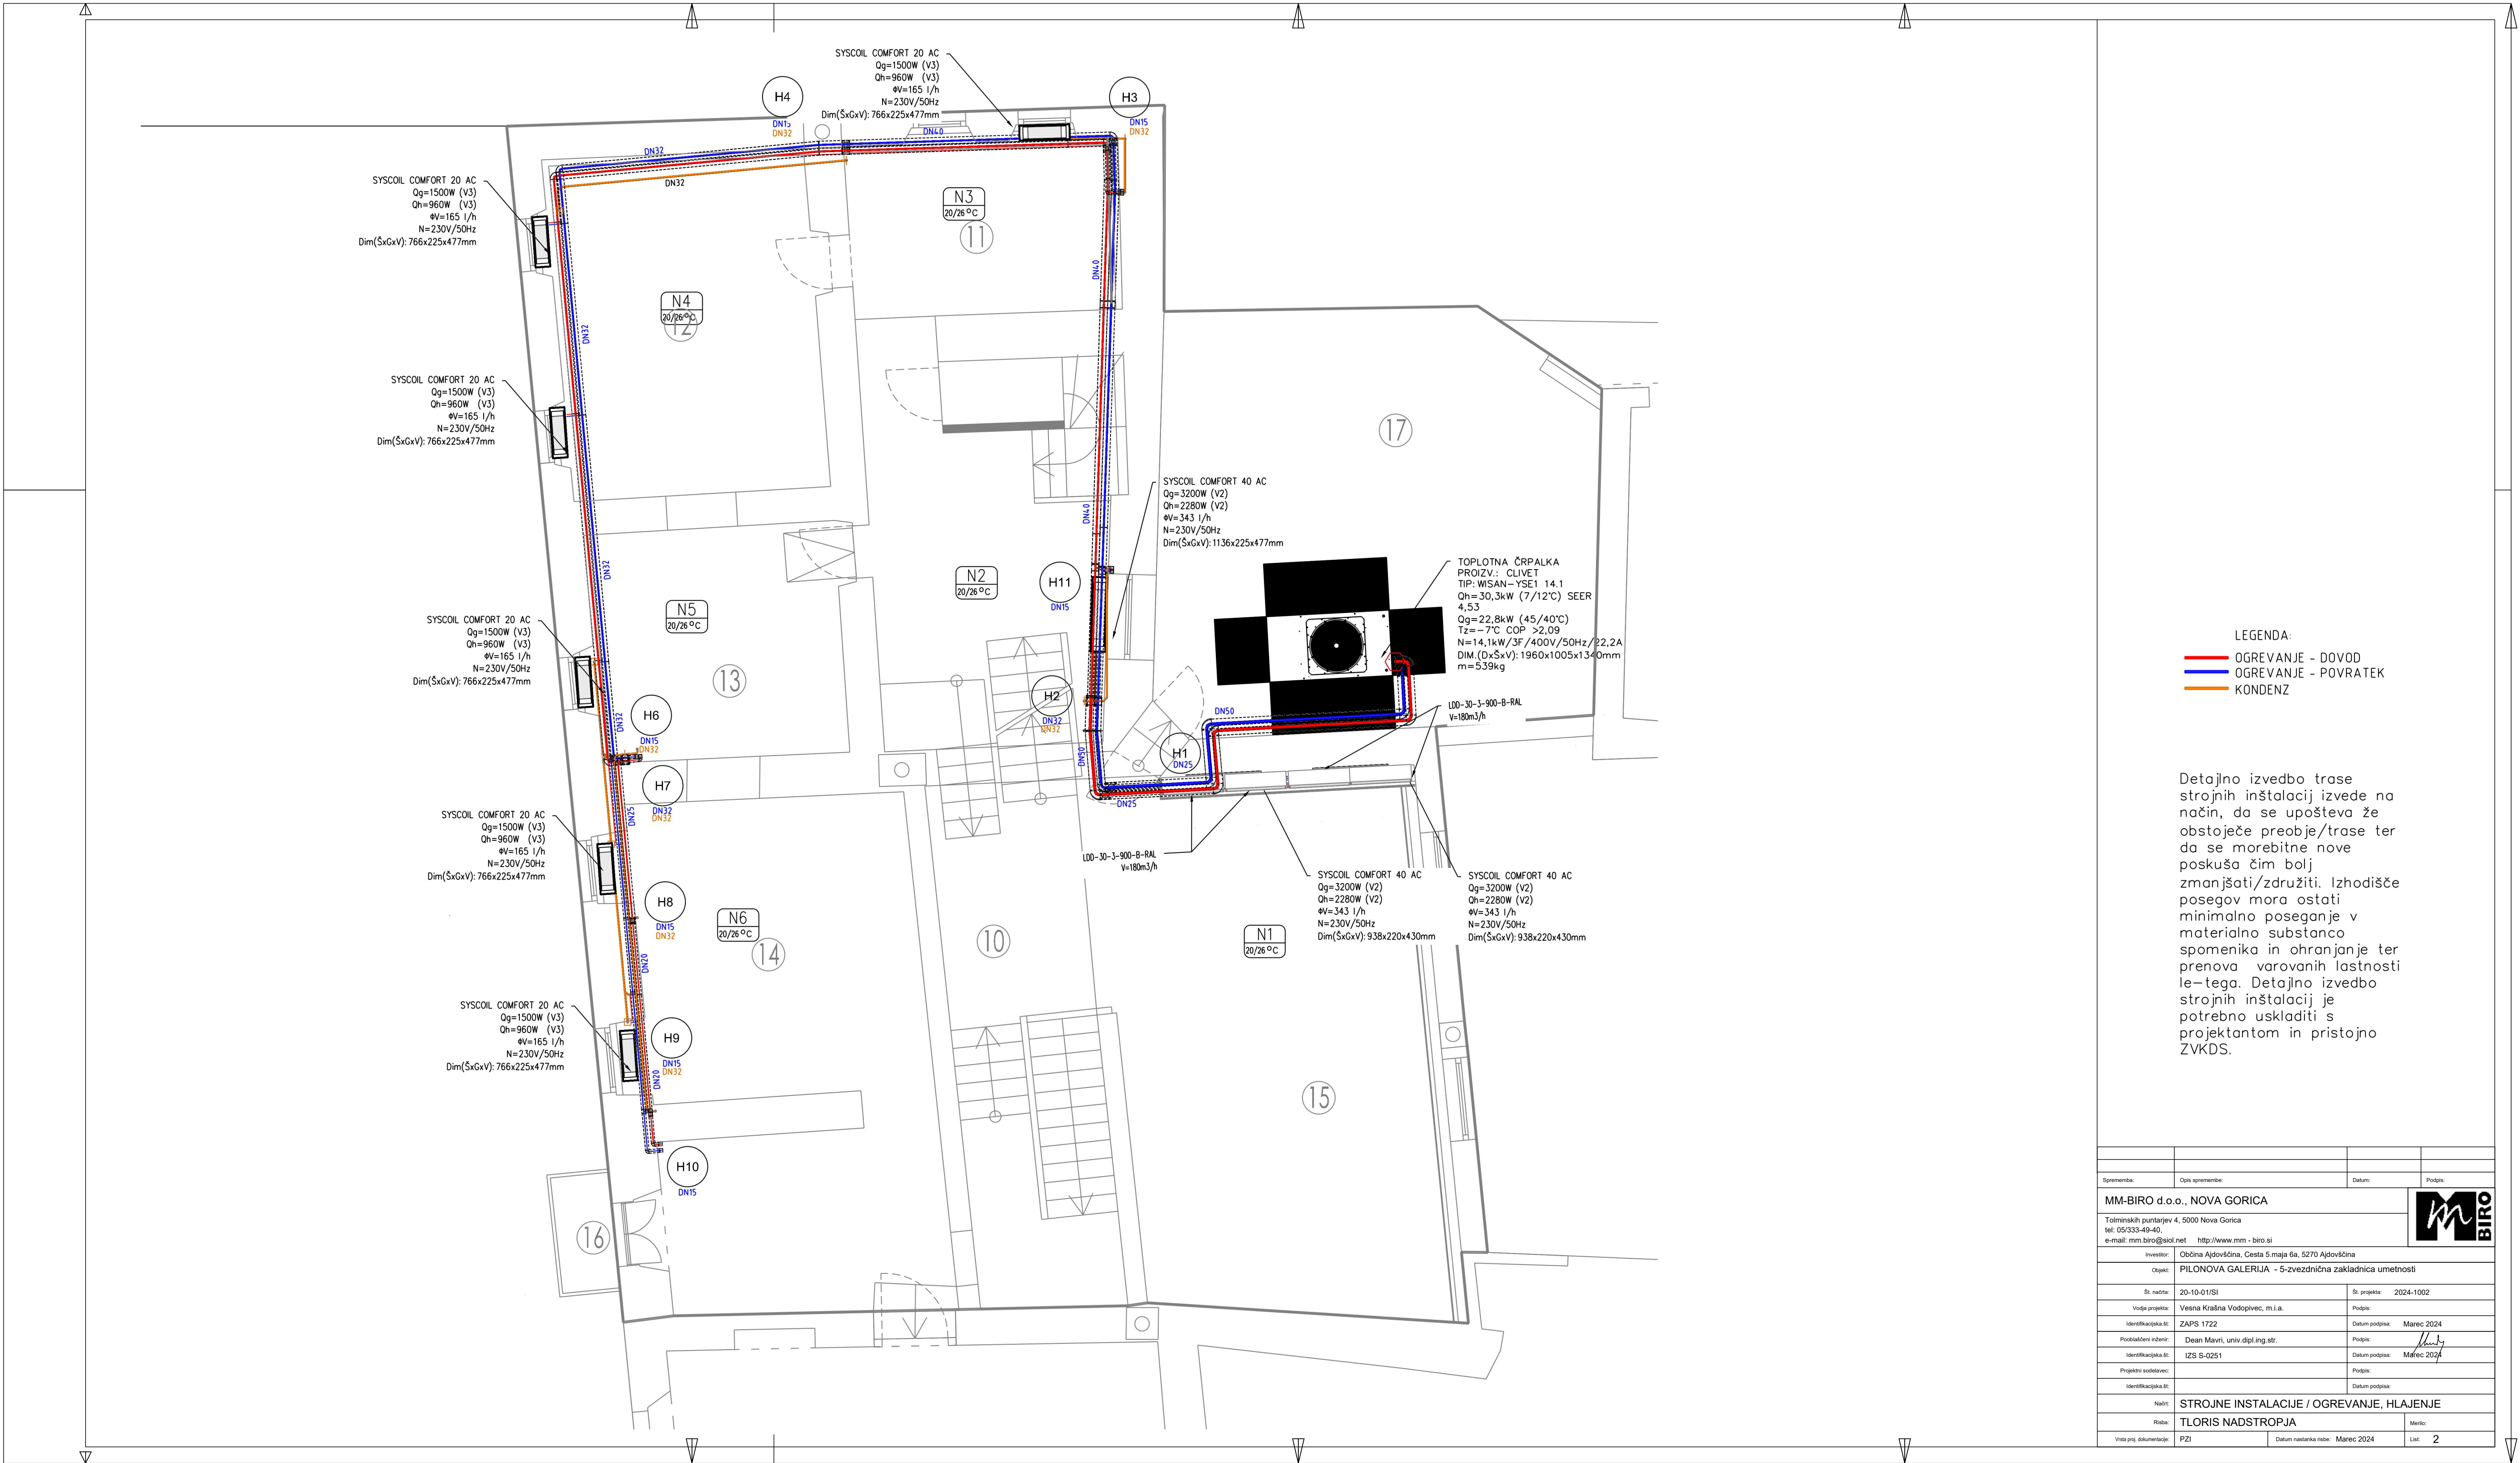 SYSCOIL COMFORT 20 AC
Qg=1500W (V3)
Qh=960W (V3)
ΦV=165 l/h
N=230V/50Hz
Dim(ŠxGxV): 766x225x477mm
H4
DN15
DN32
H3
DN15
DN32
DN40
DN32
DN32
SYSCOIL COMFORT 20 AC
Qg=1500W (V3)
Qh=960W (V3)
ΦV=165 l/h
N=230V/50Hz
Dim(ŠxGxV): 766x225x477mm
N3
20/26°C
11
DN40
N4
20/26°C
12
DN32
SYSCOIL COMFORT 20 AC
Qg=1500W (V3)
Qh=960W (V3)
ΦV=165 l/h
N=230V/50Hz
Dim(ŠxGxV): 766x225x477mm
17
SYSCOIL COMFORT 40 AC
Qg=3200W (V2)
Qh=2280W (V2)
ΦV=343 l/h
N=230V/50Hz
Dim(ŠxGxV): 1136x225x477mm
DN40
DN32
H11
DN15
N2
20/26°C
N5
20/26°C
13
TOPLOTNA ČRPALKA
PROIZV.: CLIVET
TIP: WISAN-YSE1 14.1
Qh=30,3kW (7/12°C) SEER
4,53
Qg=22,8kW (45/40°C)
Tz=-7°C COP >2,09
N=14,1kW/3F/400V/50Hz/22,2A
DIM.(DxŠxV): 1960x1005x1340mm
m=539kg
SYSCOIL COMFORT 20 AC
Qg=1500W (V3)
Qh=960W (V3)
ΦV=165 l/h
N=230V/50Hz
Dim(ŠxGxV): 766x225x477mm
H6
DN15
DN32
DN32
H2
DN32
DN32
DN50
DN50
H1
DN25
DN25
LDD-30-3-900-B-RAL
V=180m3/h
H7
DN32
DN32
DN25
SYSCOIL COMFORT 20 AC
Qg=1500W (V3)
Qh=960W (V3)
ΦV=165 l/h
N=230V/50Hz
Dim(ŠxGxV): 766x225x477mm
LDD-30-3-900-B-RAL
V=180m3/h
SYSCOIL COMFORT 40 AC
Qg=3200W (V2)
Qh=2280W (V2)
ΦV=343 l/h
N=230V/50Hz
Dim(ŠxGxV): 938x220x430mm
SYSCOIL COMFORT 40 AC
Qg=3200W (V2)
Qh=2280W (V2)
ΦV=343 l/h
N=230V/50Hz
Dim(ŠxGxV): 938x220x430mm
H8
DN15
DN32
N6
20/26°C
14
10
N1
20/26°C
DN20
SYSCOIL COMFORT 20 AC
Qg=1500W (V3)
Qh=960W (V3)
ΦV=165 l/h
N=230V/50Hz
Dim(ŠxGxV): 766x225x477mm
H9
DN15
DN32
DN20
15
H10
DN15
16
LEGENDA:
OGREVANJE - DOVOD
OGREVANJE - POVRATEK
KONDENZ
Detajlno izvedbo trase
strojnih inštalacij izvede na
način, da se upošteva že
obstoječe preobje/trase ter
da se morebitne nove
poskuša čim bolj
zmanjšati/združiti. Izhodišče
posegov mora ostati
minimalno poseganje v
materialno substanco
spomenika in ohranjanje ter
prenova varovanih lastnosti
le-tega. Detajlno izvedbo
strojnih inštalacij je
potrebno uskladiti s
projektantom in pristojno
ZVKDS.
Sprememba: Opis spremembe: Datum: Podpis:
MM-BIRO d.o.o., NOVA GORICA
m BIRO
Tolminskih puntarjev 4, 5000 Nova Gorica
tel: 05/333-49-40,
e-mail: mm.biro@siol.net http://www.mm - biro.si
Investitor: Občina Ajdovščina, Cesta 5.maja 6a, 5270 Ajdovščina
Objekt: PILONOVA GALERIJA - 5-zvezdnična zakladnica umetnosti
Št. načrta: 20-10-01/SI Št. projekta: 2024-1002
Vodja projekta: Vesna Krašna Vodopivec, m.i.a. Podpis:
Identifikacijska.št: ZAPS 1722 Datum podpisa: Marec 2024
Pooblaščeni inženir: Dean Mavri, univ.dipl.ing.str. Podpis:
Identifikacijska.št: IZS S-0251 Datum podpisa: Marec 2024
Projektni sodelavec: Podpis:
Identifikacijska.št: Datum podpisa:
Načrt: STROJNE INSTALACIJE / OGREVANJE, HLAJENJE
Risba: TLORIS NADSTROPJA Merilo:
Vrsta proj. dokumentacije: PZI Datum nastanka risbe: Marec 2024 List: 2